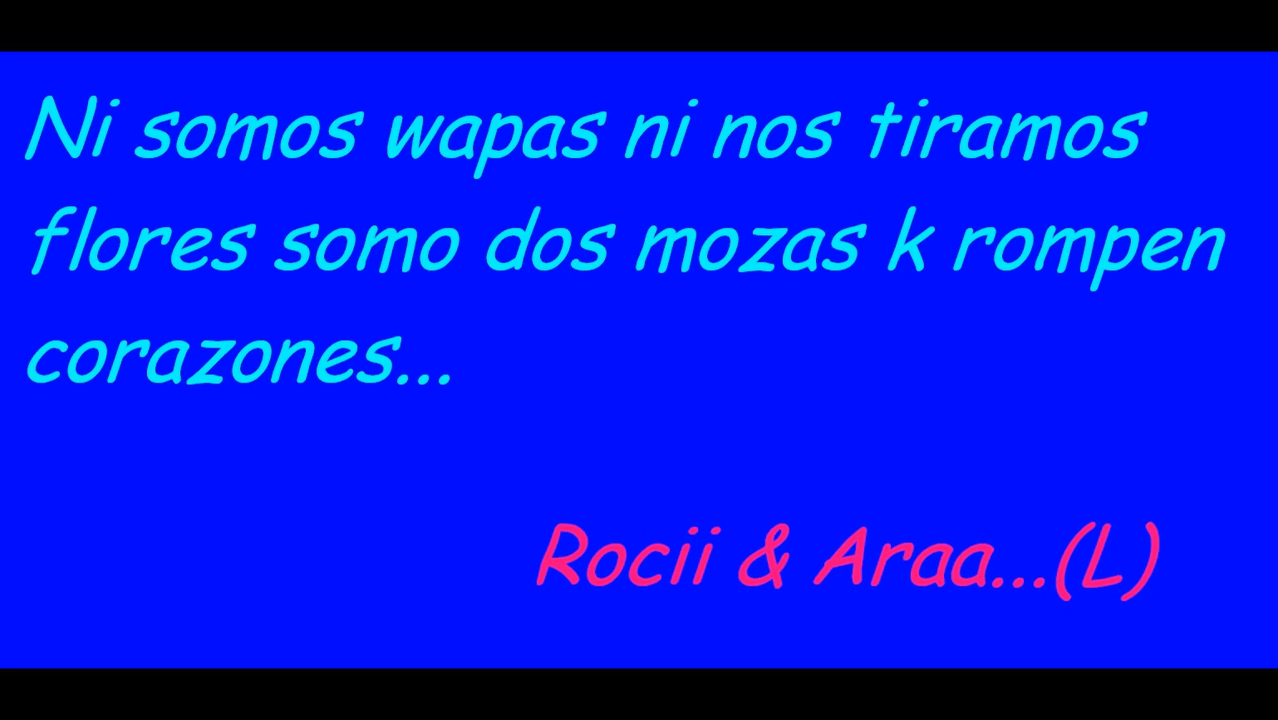 Ni somos wapas ni nos tiramos
flores somo dos mozas k rompen
corazones...
Rocii & Araa...(L)